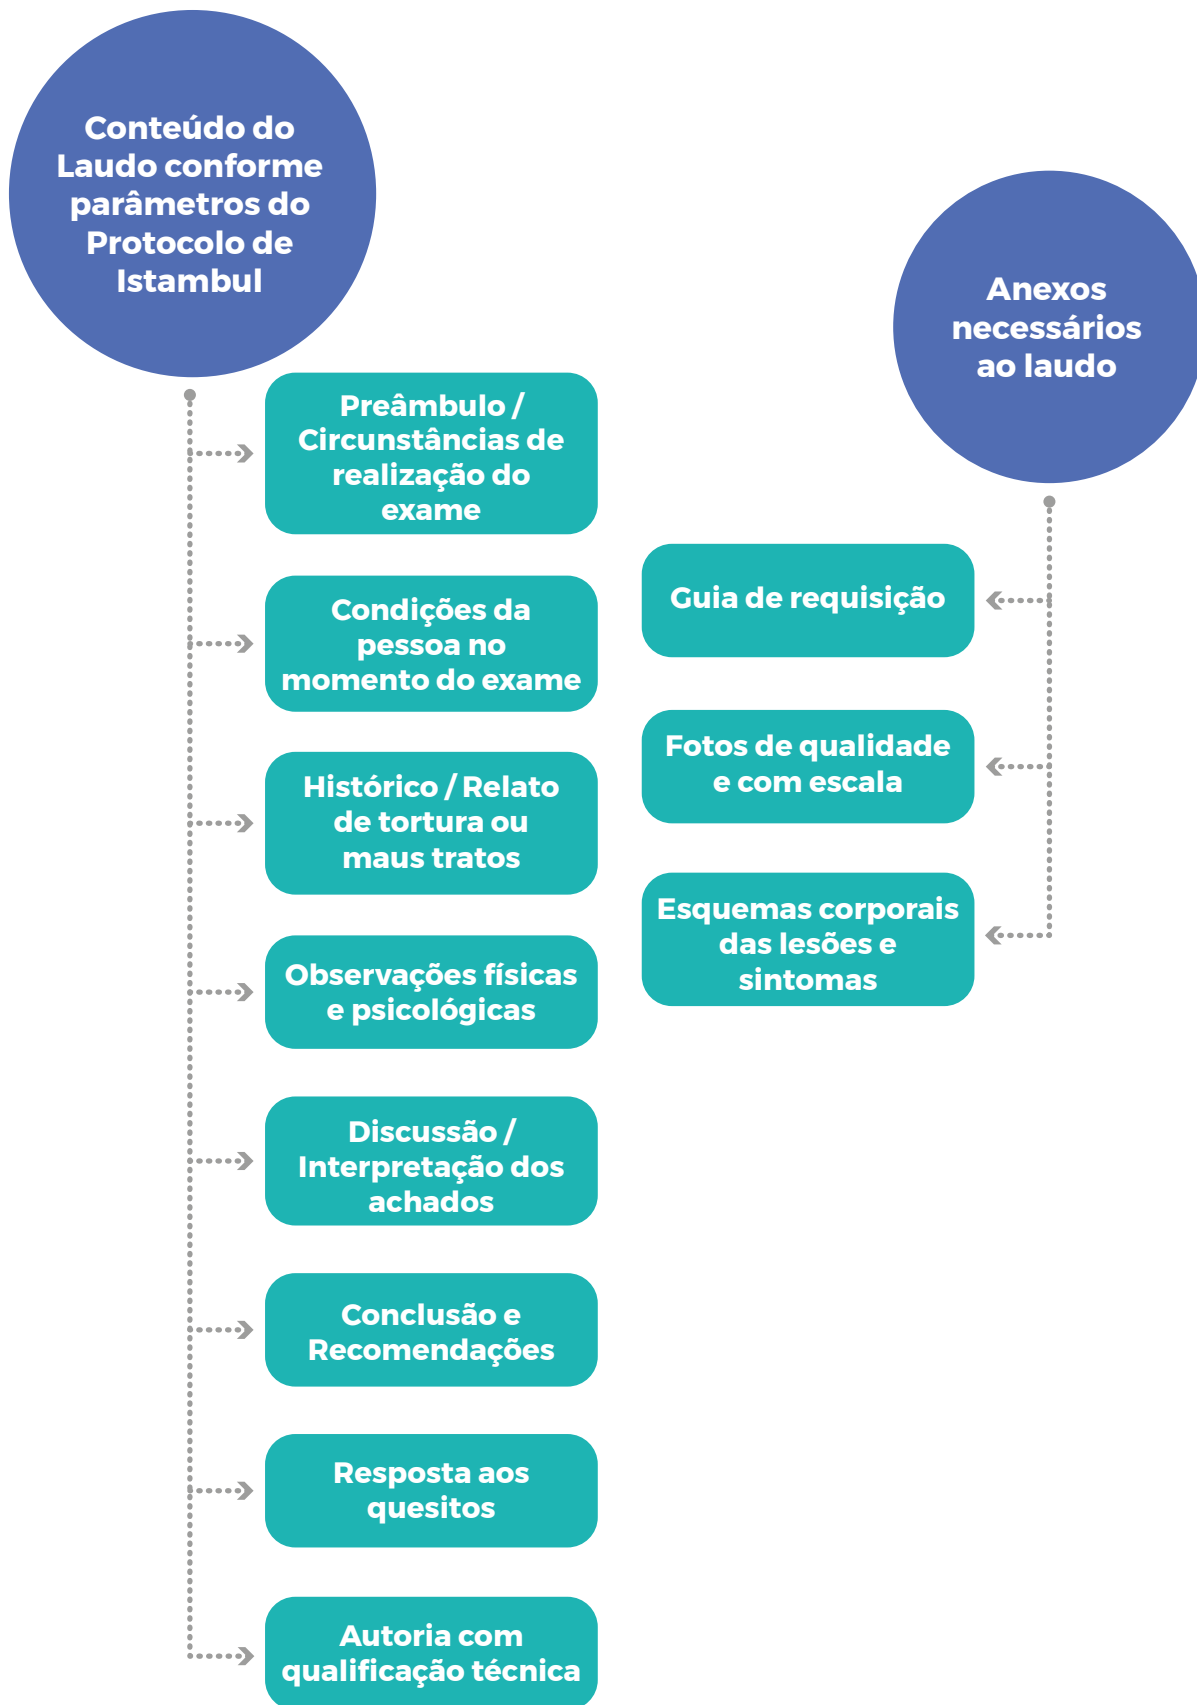 Conteúdo do
Laudo conforme
parâmetros do
Protocolo de
Istambul
Preâmbulo /
Circunstâncias de
realização do
exame
Condições da
pessoa no
momento do exame
Histórico / Relato
de tortura ou
maus tratos
Observações físicas
e psicológicas
Discussão /
Interpretação dos
achados
Conclusão e
Recomendações
Resposta aos
quesitos
Autoria com
qualificação técnica
Anexos
necessários
ao laudo
Guia de requisição
Fotos de qualidade
e com escala
Esquemas corporais
das lesões e
sintomas